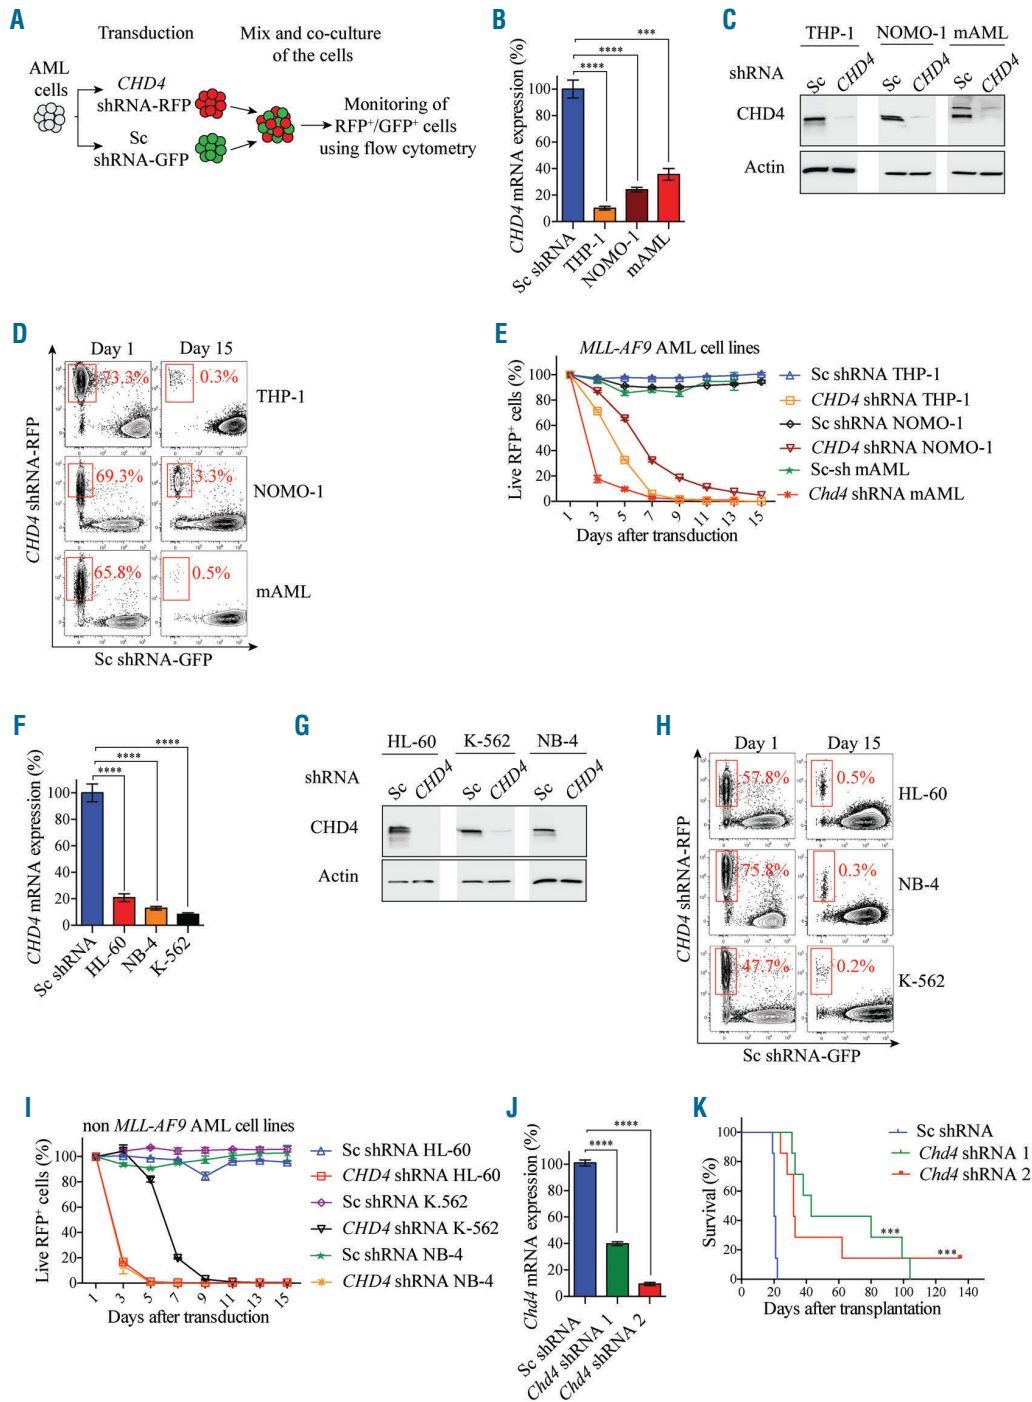 A
Transduction
Mix and co-culture
of the cells
AML
cells
CHD4
shRNA-RFP
Sc
shRNA-GFP
Monitoring of
RFP+/GFP+ cells
using flow cytometry
B
CHD4 mRNA expression (%)
100
80
60
40
20
0
****
****
***
Sc shRNA
THP-1
NOMO-1
mAML
C
THP-1 NOMO-1 mAML
shRNA
Sc CHD4 Sc CHD4 Sc CHD4
CHD4
Actin
D
Day 1 Day 15
73.3% 0.3%
THP-1
69.3% 3.3%
NOMO-1
65.8% 0.5%
mAML
CHD4 shRNA-RFP
Sc shRNA-GFP
E
MLL-AF9 AML cell lines
Live RFP+ cells (%)
100
80
60
40
20
0
1 3 5 7 9 11 13 15
Days after transduction
Sc shRNA THP-1
CHD4 shRNA THP-1
Sc shRNA NOMO-1
CHD4 shRNA NOMO-1
Sc-sh mAML
Chd4 shRNA mAML
F
CHD4 mRNA expression (%)
100
80
60
40
20
0
****
****
****
Sc shRNA
HL-60
NB-4
K-562
G
HL-60 K-562 NB-4
shRNA
Sc CHD4 Sc CHD4 Sc CHD4
CHD4
Actin
H
Day 1 Day 15
57.8% 0.5%
HL-60
75.8% 0.3%
NB-4
47.7% 0.2%
K-562
CHD4 shRNA-RFP
Sc shRNA-GFP
I
non MLL-AF9 AML cell lines
Live RFP+ cells (%)
100
80
60
40
20
0
1 3 5 7 9 11 13 15
Days after transduction
Sc shRNA HL-60
CHD4 shRNA HL-60
Sc shRNA K.562
CHD4 shRNA K-562
Sc shRNA NB-4
CHD4 shRNA NB-4
J
Chd4 mRNA expression (%)
100
80
60
40
20
0
****
****
Sc shRNA
Chd4 shRNA 1
Chd4 shRNA 2
K
Sc shRNA
Chd4 shRNA 1
Chd4 shRNA 2
Survival (%)
100
80
60
40
20
0
***
***
0 20 40 60 80 100 120 140
Days after transplantation